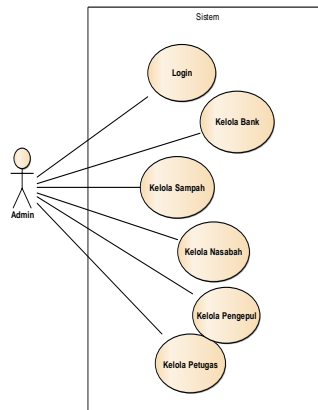 Sistem
Login
Kelola Bank
Kelola Sampah
Admin
Kelola Nasabah
Kelola Pengepul
Kelola Petugas